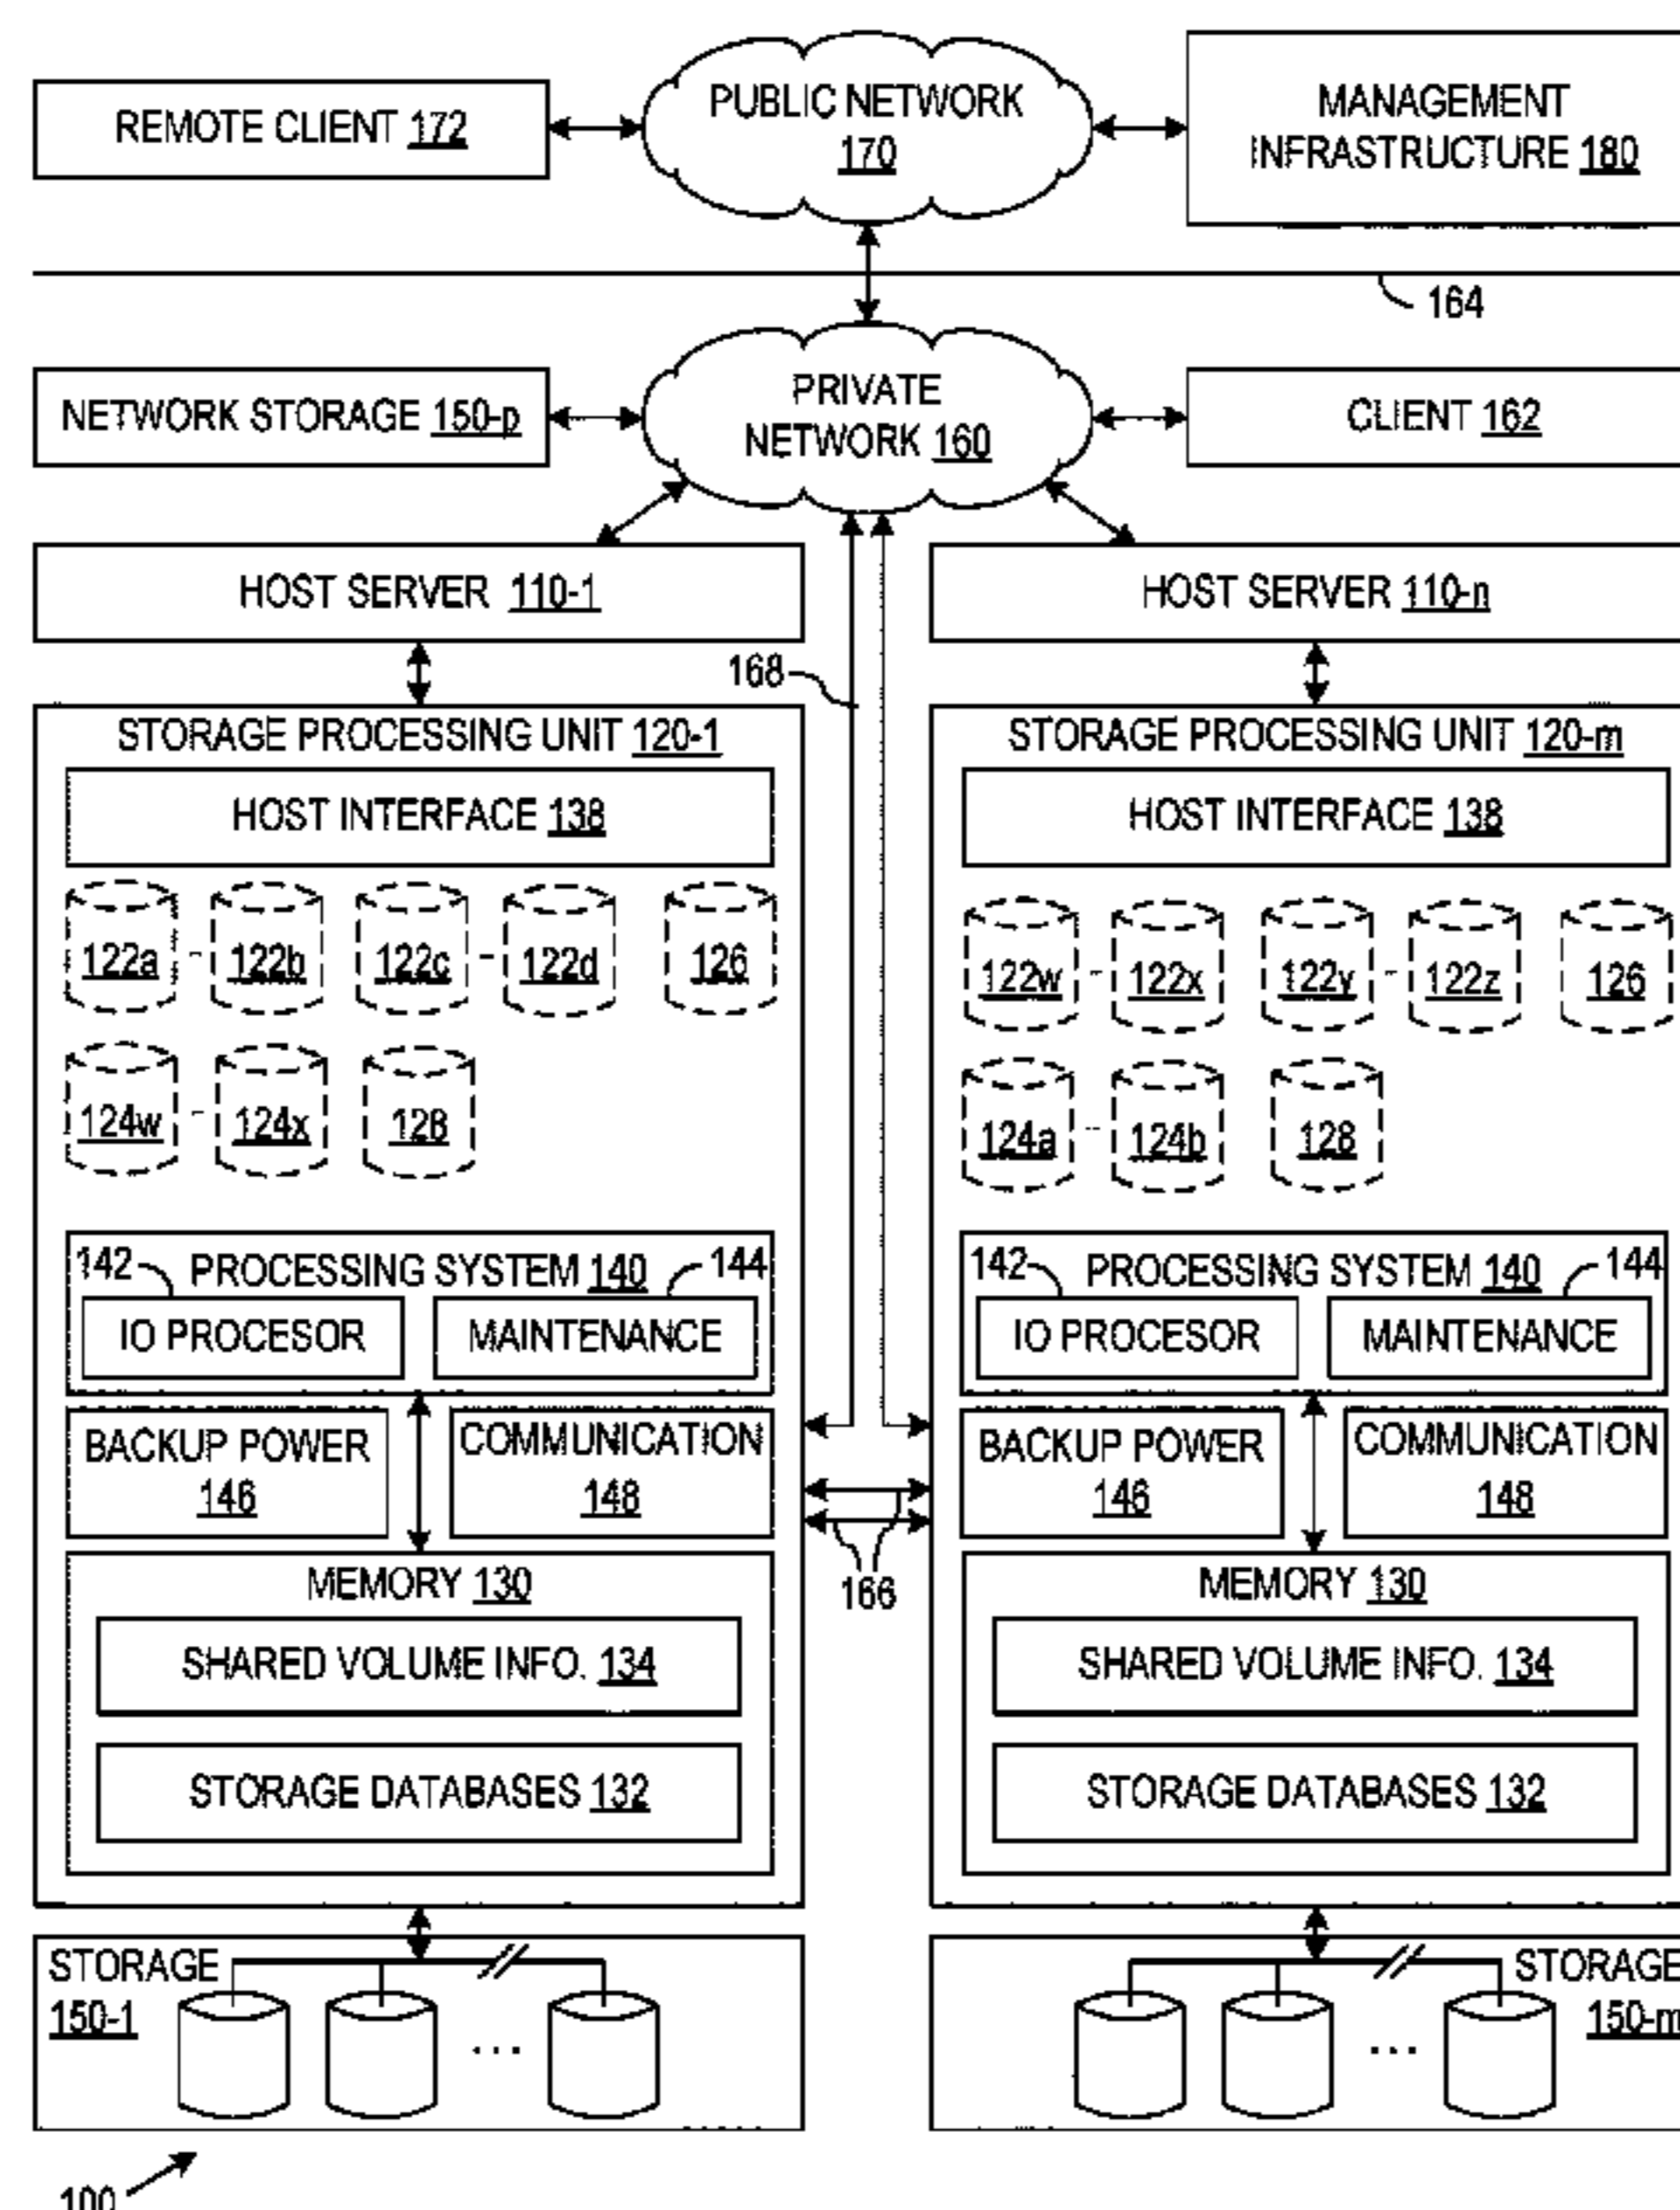 REMOTE CLIENT 172
PUBLIC NETWORK
170
MANAGEMENT
INFRASTRUCTURE 180
164
NETWORK STORAGE 150-p
PRIVATE
NETWORK 160
CLIENT 162
HOST SERVER 110-1
HOST SERVER 110-n
168
STORAGE PROCESSING UNIT 120-1
HOST INTERFACE 138
122a - 122b 122c - 122d 126
124w - 124x 128
142 PROCESSING SYSTEM 140 144
IO PROCESOR MAINTENANCE
BACKUP POWER
146
COMMUNICATION
148
MEMORY 130
SHARED VOLUME INFO. 134
STORAGE DATABASES 132
166
STORAGE PROCESSING UNIT 120-m
HOST INTERFACE 138
122w - 122x 122y - 122z 126
124a - 124b 128
142 PROCESSING SYSTEM 140 144
IO PROCESOR MAINTENANCE
BACKUP POWER
146
COMMUNICATION
148
MEMORY 130
SHARED VOLUME INFO. 134
STORAGE DATABASES 132
STORAGE
150-1
...
STORAGE
150-m
...
100